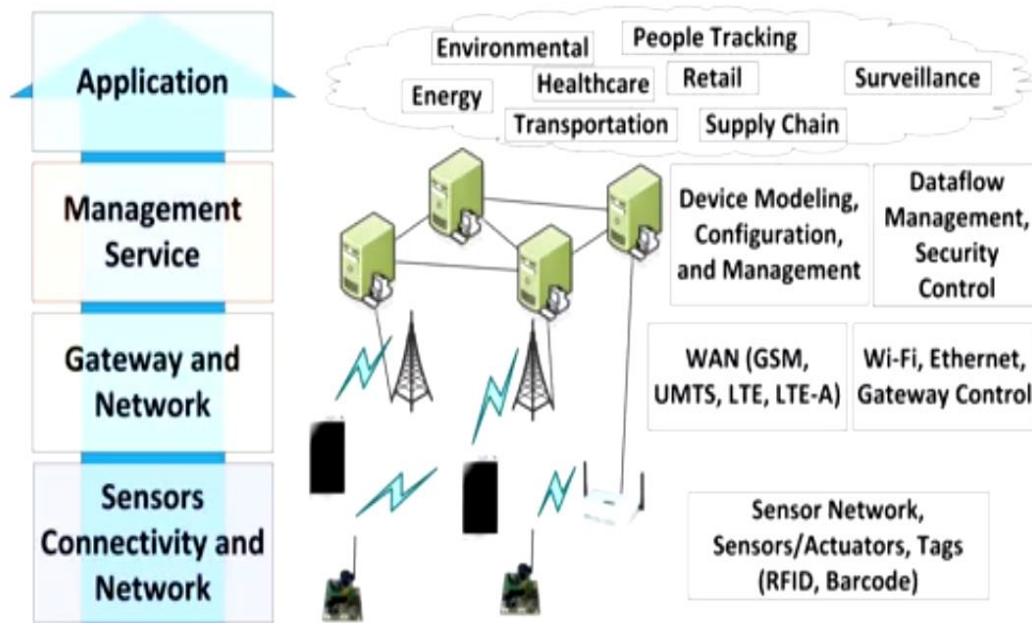 Application
Environmental
People Tracking
Energy
Healthcare
Retail
Surveillance
Transportation
Supply Chain
Management
Service
Device Modeling,
Configuration,
and Management
Dataflow
Management,
Security
Control
Gateway and
Network
WAN (GSM,
UMTS, LTE, LTE-A)
Wi-Fi, Ethernet,
Gateway Control
Sensors
Connectivity and
Network
Sensor Network,
Sensors/Actuators, Tags
(RFID, Barcode)